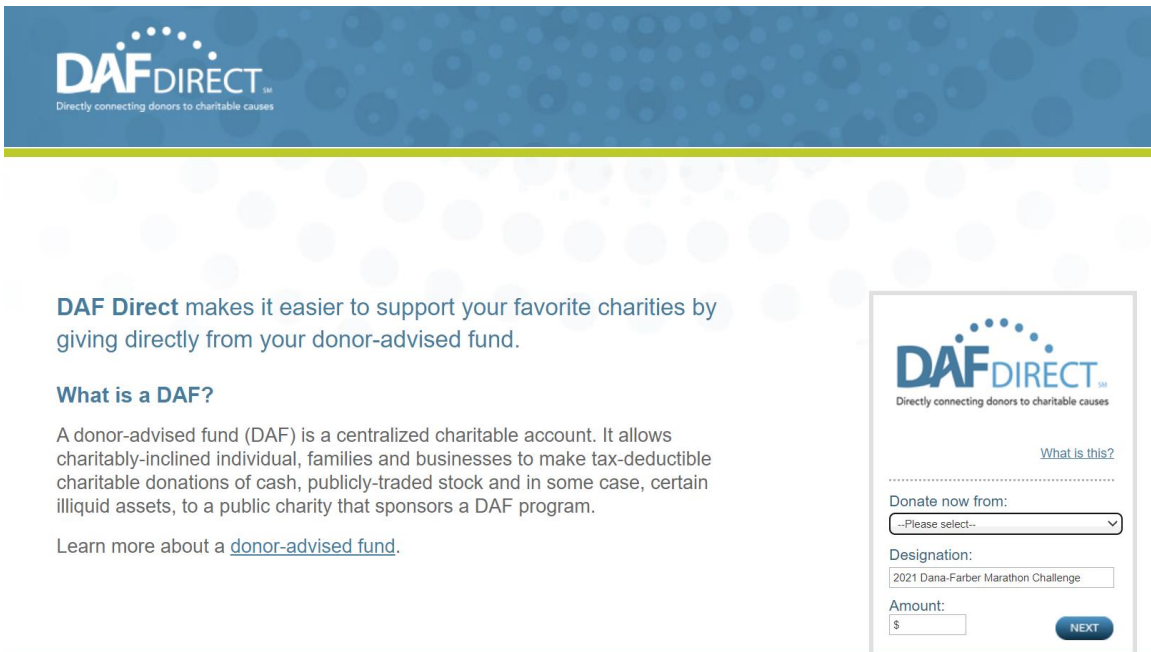 DAFDIRECT SM
Directly connecting donors to charitable causes
DAF Direct makes it easier to support your favorite charities by
giving directly from your donor-advised fund.
What is a DAF?
A donor-advised fund (DAF) is a centralized charitable account. It allows
charitably-inclined individual, families and businesses to make tax-deductible
charitable donations of cash, publicly-traded stock and in some case, certain
illiquid assets, to a public charity that sponsors a DAF program.
Learn more about a donor-advised fund.
DAFDIRECT SM
Directly connecting donors to charitable causes
What is this?
Donate now from:
--Please select--
Designation:
2021 Dana-Farber Marathon Challenge
Amount:
$
NEXT